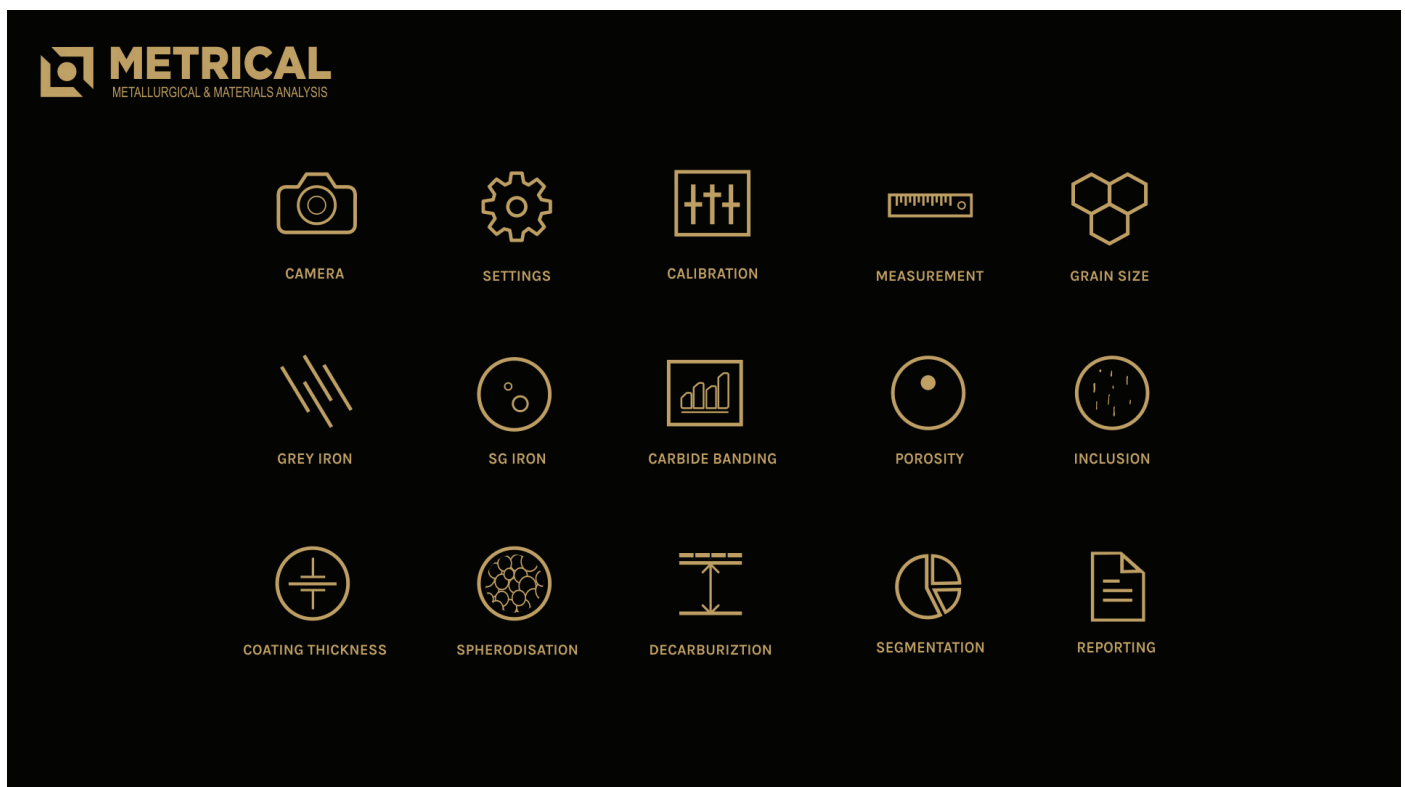 METRICAL
METALLURGICAL & MATERIALS ANALYSIS
CAMERA
SETTINGS
CALIBRATION
MEASUREMENT
GRAIN SIZE
GREY IRON
SG IRON
CARBIDE BANDING
POROSITY
INCLUSION
COATING THICKNESS
SPHERODISATION
DECARBURIZTION
SEGMENTATION
REPORTING